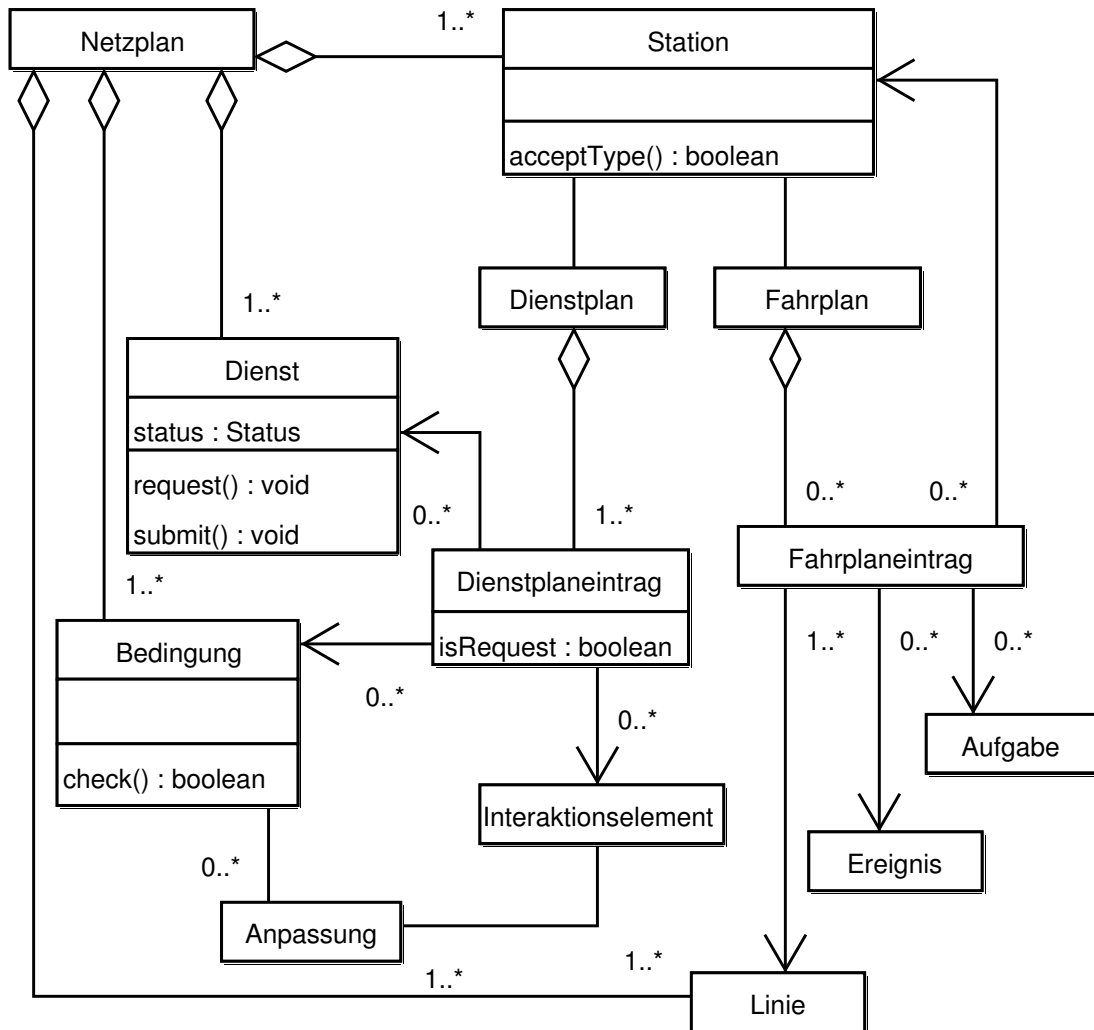 Netzplan
1..*
Station
acceptType() : boolean
Dienstplan
Fahrplan
1..*
Dienst
status : Status
request() : void
submit() : void
0..*
1..*
0..*
0..*
Fahrplaneintrag
Dienstplaneintrag
isRequest : boolean
1..*
Bedingung
check() : boolean
0..*
0..*
1..*
0..*
0..*
Aufgabe
Interaktionselement
Ereignis
0..*
Anpassung
1..*
1..*
Linie